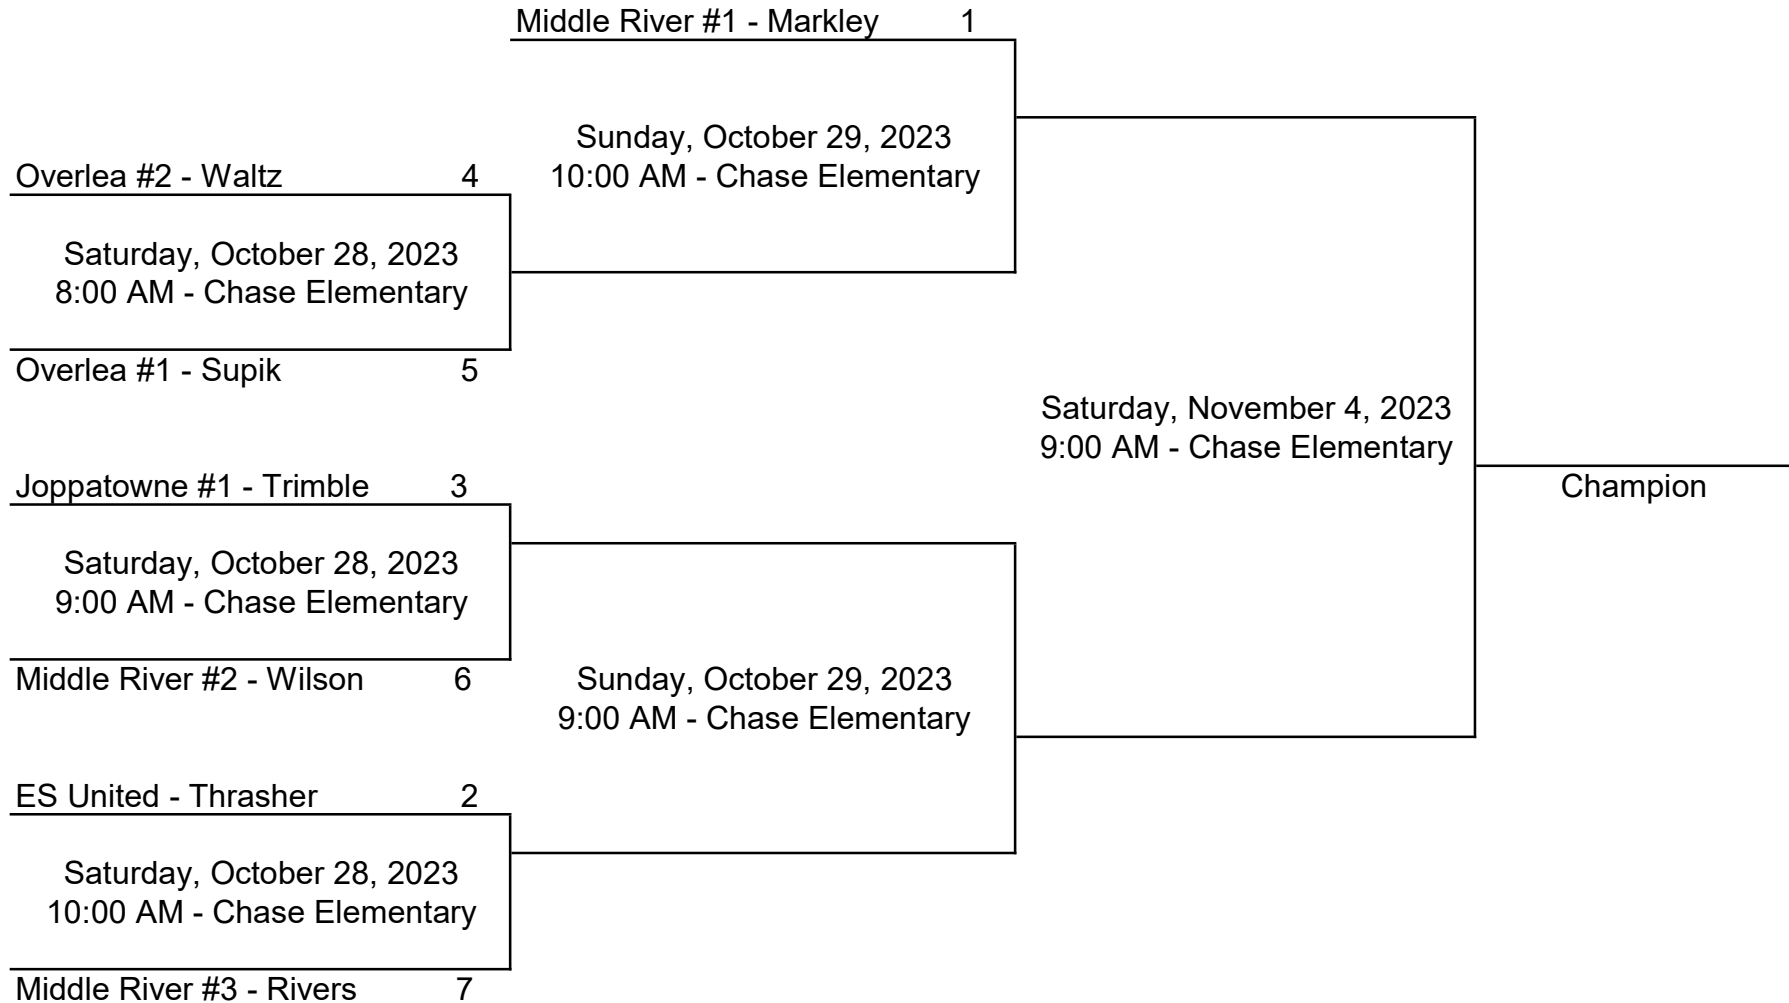 Middle River #1 - Markley 1
Sunday, October 29, 2023
10:00 AM - Chase Elementary
Overlea #2 - Waltz 4
Saturday, October 28, 2023
8:00 AM - Chase Elementary
Overlea #1 - Supik 5
Saturday, November 4, 2023
9:00 AM - Chase Elementary
Champion
Joppatowne #1 - Trimble 3
Saturday, October 28, 2023
9:00 AM - Chase Elementary
Middle River #2 - Wilson 6
Sunday, October 29, 2023
9:00 AM - Chase Elementary
ES United - Thrasher 2
Saturday, October 28, 2023
10:00 AM - Chase Elementary
Middle River #3 - Rivers 7